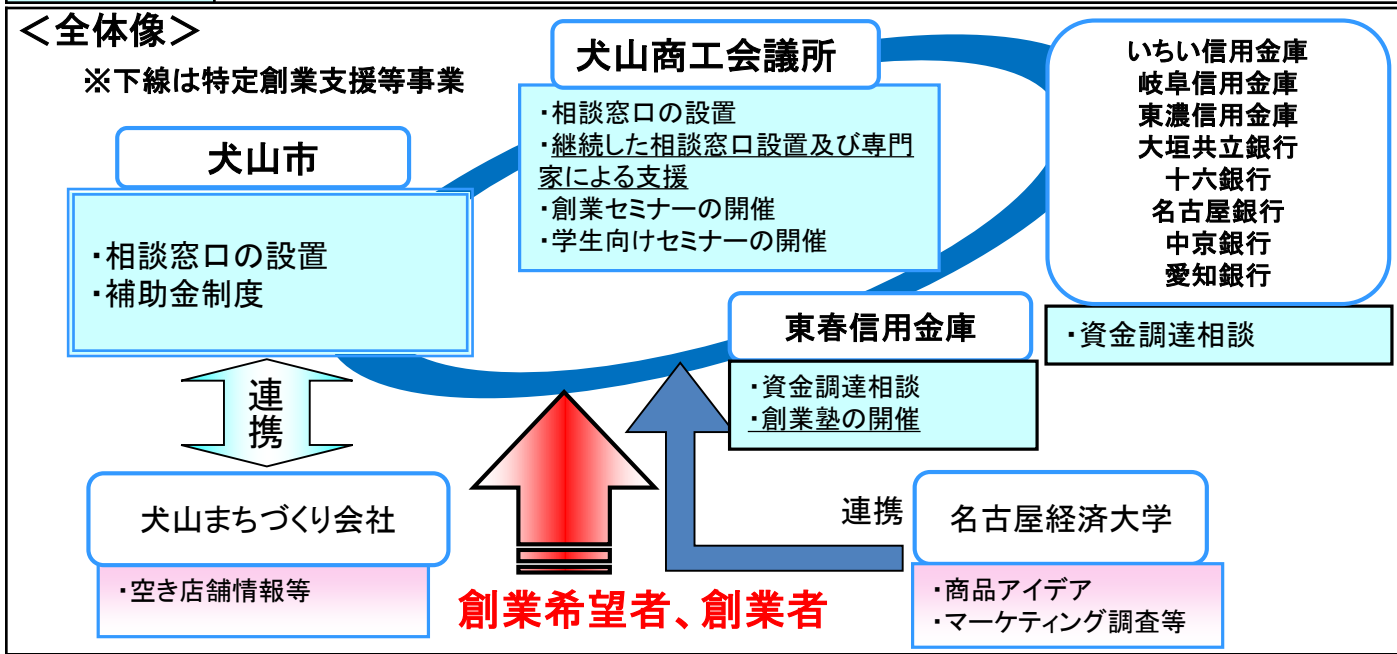 ＜全体像＞
※下線は特定創業支援等事業
犬山市
・相談窓口の設置
・補助金制度
犬山商工会議所
・相談窓口の設置
・継続した相談窓口設置及び専門
家による支援
・創業セミナーの開催
・学生向けセミナーの開催
いちい信用金庫
岐阜信用金庫
東濃信用金庫
大垣共立銀行
十六銀行
名古屋銀行
中京銀行
愛知銀行
・資金調達相談
東春信用金庫
・資金調達相談
・創業塾の開催
連携
犬山まちづくり会社
・空き店舗情報等
創業希望者、創業者
連携
名古屋経済大学
・商品アイデア
・マーケティング調査等